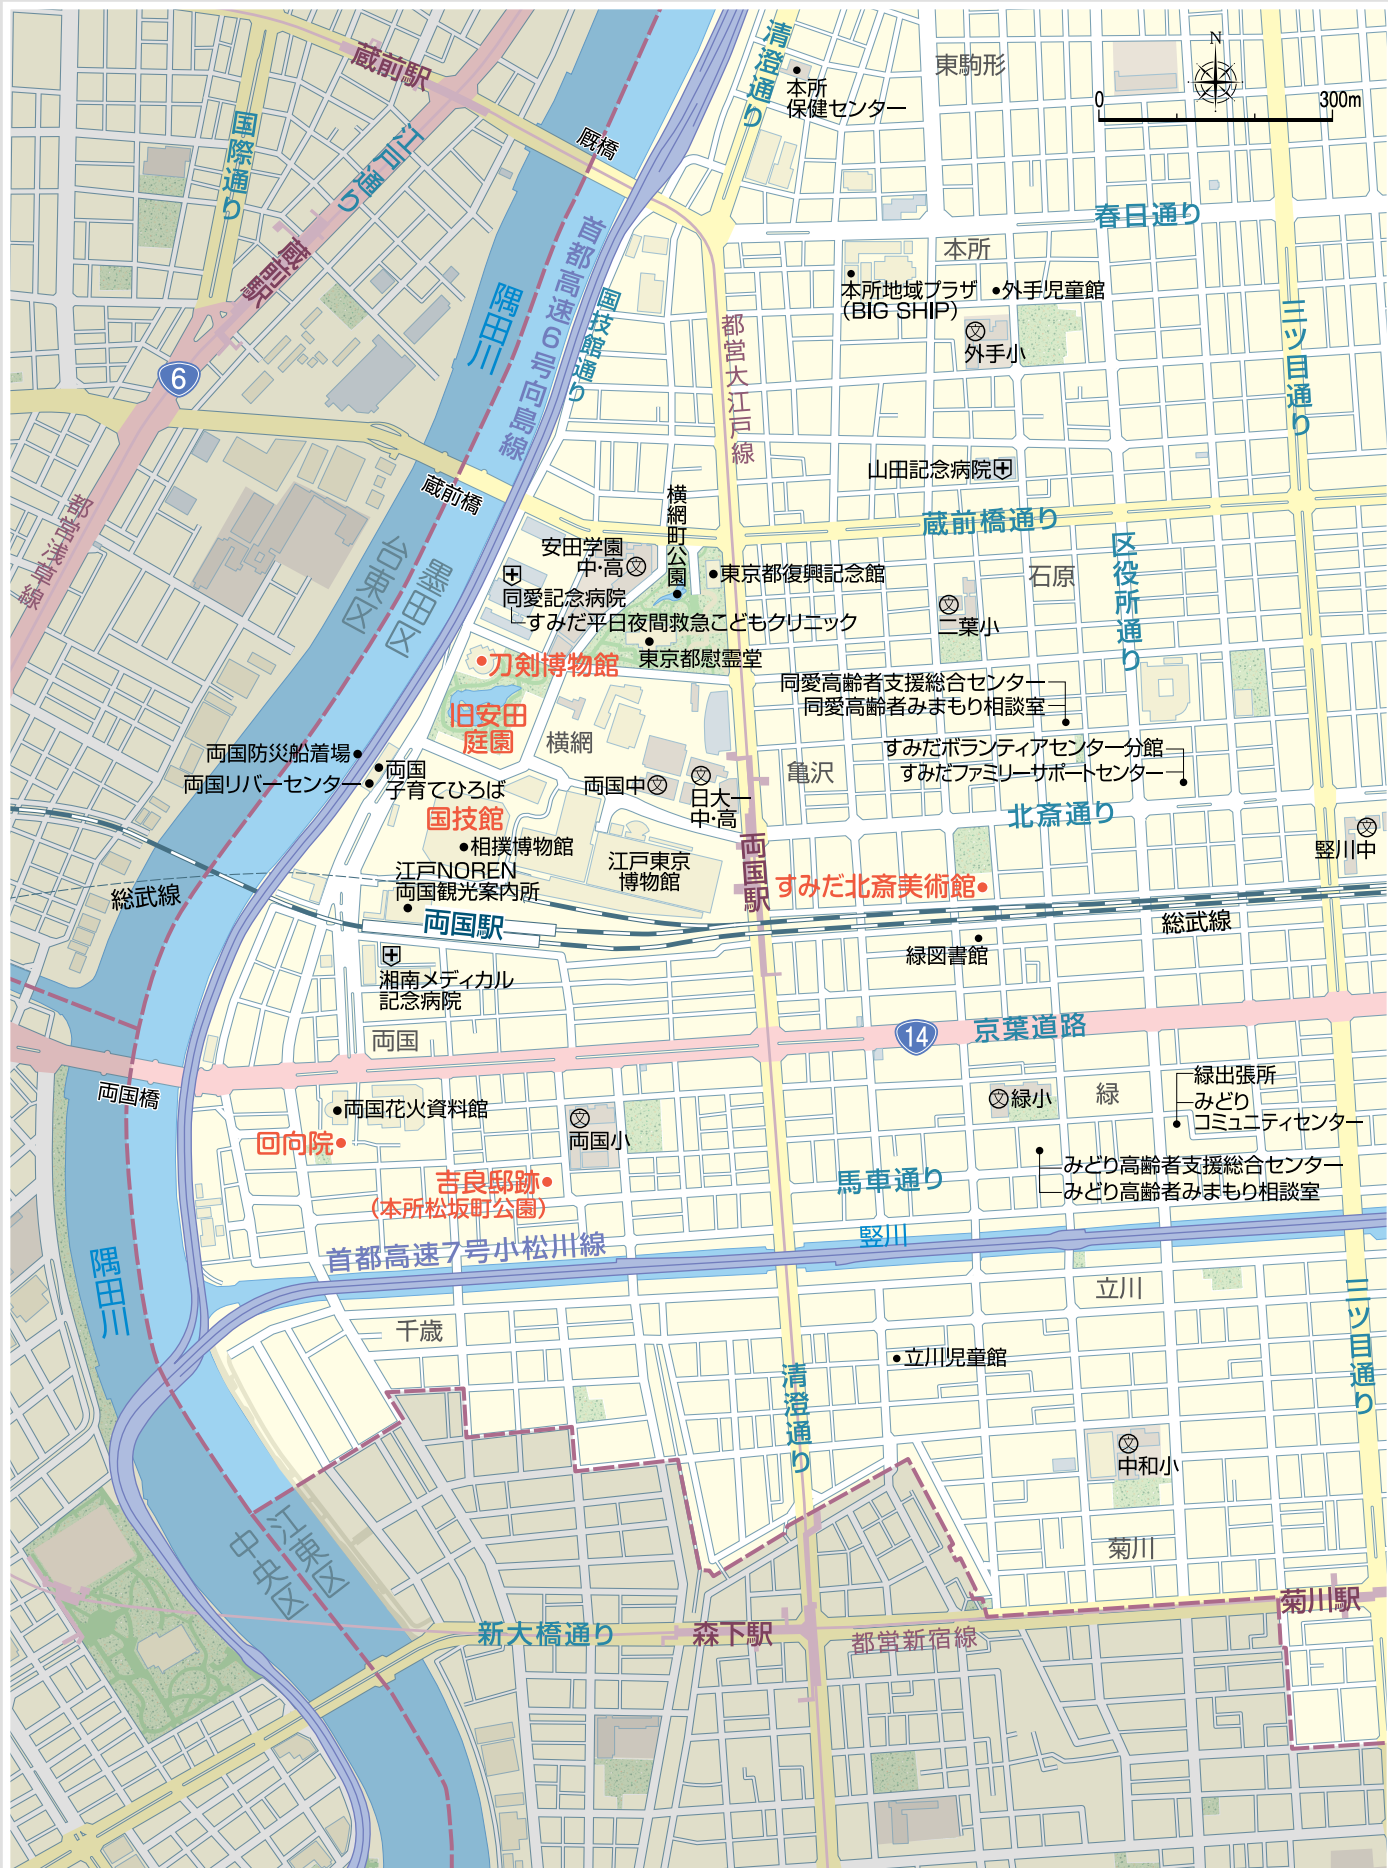 蔵前駅
清澄通り
東駒形
N
本所
保健センター
0
300m
国際通り
江戸通り
厩橋
蔵前駅
首都高速6号向島線
春日通り
本所
本所地域プラザ
(BIG SHIP)
外手児童館
隅田川
国技館通り
都営大江戸線
外手小
三ツ目通り
6
蔵前橋
山田記念病院
都営浅草線
横網町公園
蔵前橋通り
台東区
墨田区
安田学園
中・高
東京都復興記念館
区役所通り
石原
同愛記念病院
すみだ平日夜間救急こどもクリニック
二葉小
東京都慰霊堂
刀剣博物館
同愛高齢者支援総合センター
同愛高齢者みまもり相談室
旧安田
庭園
横網
両国防災船着場
両国リバーセンター
両国
子育てひろば
両国中
日大一
中・高
亀沢
すみだボランティアセンター分館
すみだファミリーサポートセンター
国技館
北斎通り
竪川中
相撲博物館
江戸NOREN
両国観光案内所
江戸東京
博物館
両国駅
すみだ北斎美術館
総武線
両国駅
総武線
緑図書館
湘南メディカル
記念病院
両国
14
京葉道路
両国橋
両国花火資料館
両国小
緑小
緑
緑出張所
みどり
コミュニティセンター
回向院
吉良邸跡
(本所松坂町公園)
馬車通り
みどり高齢者支援総合センター
みどり高齢者みまもり相談室
首都高速7号小松川線
竪川
隅田川
千歳
立川
三ツ目通り
立川児童館
清澄通り
中和小
江東区
中央区
菊川
新大橋通り
森下駅
都営新宿線
菊川駅
文
文
文
文
文
文
文
文
文